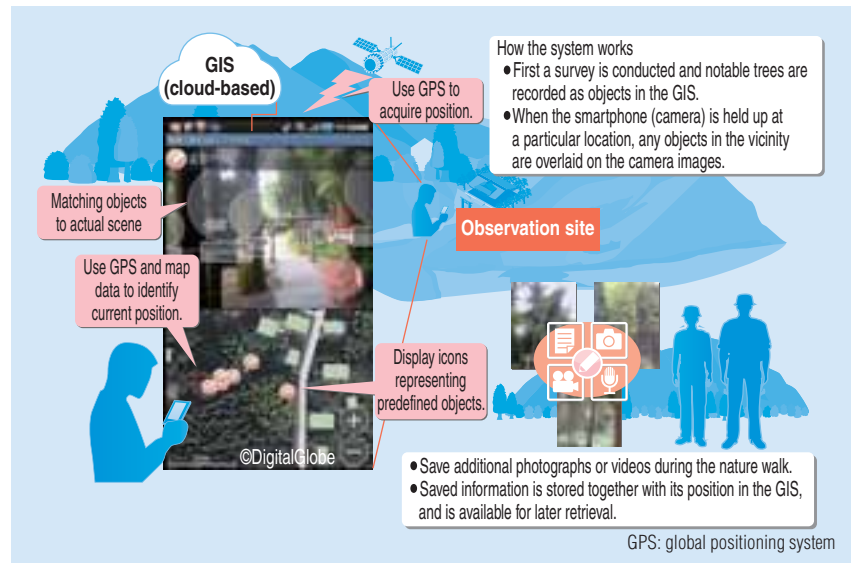 GIS
(cloud-based)
Use GPS to
acquire position.
How the system works
●First a survey is conducted and notable trees are
recorded as objects in the GIS.
●When the smartphone (camera) is held up at
a particular location, any objects in the vicinity
are overlaid on the camera images.
Matching objects
to actual scene
Observation site
Use GPS and map
data to identify
current position.
Display icons
representing
predefined objects.
©DigitalGlobe
●Save additional photographs or videos during the nature walk.
●Saved information is stored together with its position in the GIS,
and is available for later retrieval.
GPS: global positioning system